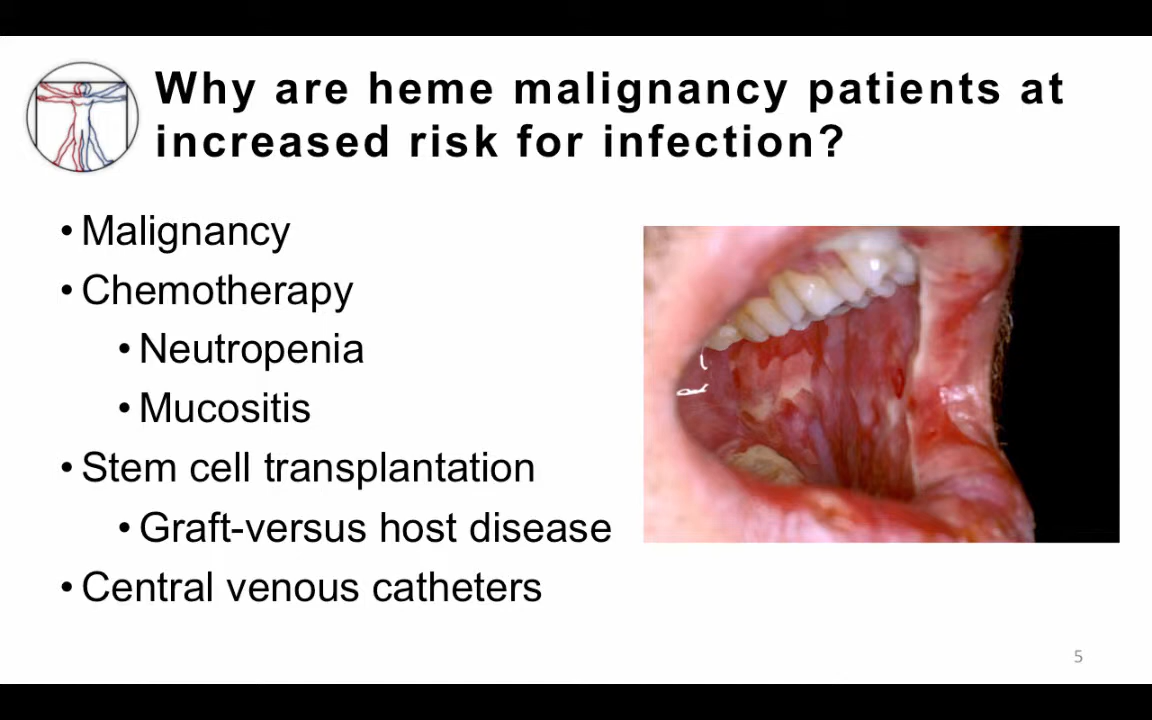 Why are heme malignancy patients at
increased risk for infection?
• Malignancy
• Chemotherapy
• Neutropenia
• Mucositis
• Stem cell transplantation
• Graft-versus host disease
• Central venous catheters
5